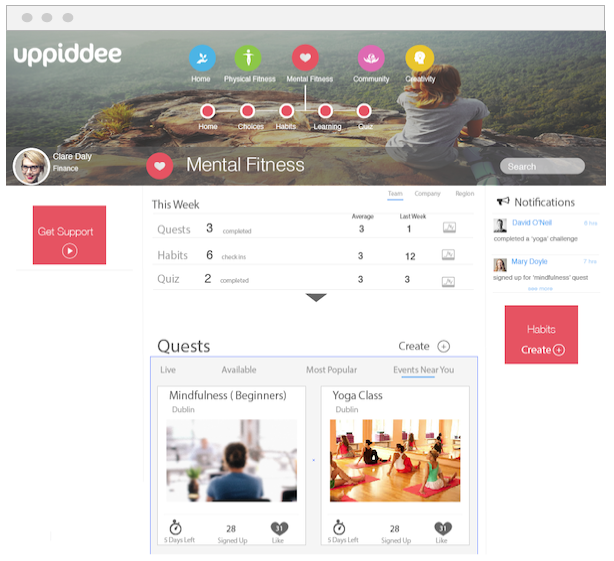 uppiddee
Home Physical Fitness Mental Fitness Community Creativity
Home Choices Habits Learning Quiz
Clare Daly
Finance
Mental Fitness
Search
Get Support
Team Company Region
This Week
Average Last Week
Quests 3 completed 3 1
Habits 6 check ins 3 12
Quiz 2 completed 3 3
Notifications
David O'Neil 6 hrs
completed a 'yoga' challenge
Mary Doyle 7 hrs
signed up for 'mindfulness' quest
see more
Habits
Create
Quests Create
Live Available Most Popular Events Near You
Mindfulness ( Beginners)
Dublin
28 31
5 Days Left Signed Up Like
Yoga Class
Dublin
28 31
5 Days Left Signed Up Like